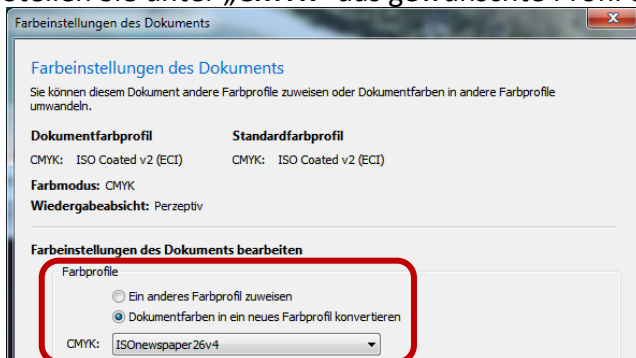 Farbeinstellungen des Dokuments
Farbeinstellungen des Dokuments
Sie können diesem Dokument andere Farbprofile zuweisen oder Dokumentfarben in andere Farbprofile
umwandeln.
Dokumentfarbprofil Standardfarbprofil
CMYK: ISO Coated v2 (ECI) CMYK: ISO Coated v2 (ECI)
Farbmodus: CMYK
Wiedergabeabsicht: Perzeptiv
Farbeinstellungen des Dokuments bearbeiten
Farbprofile
Ein anderes Farbprofil zuweisen
Dokumentfarben in ein neues Farbprofil konvertieren
CMYK: ISOnewspaper26v4